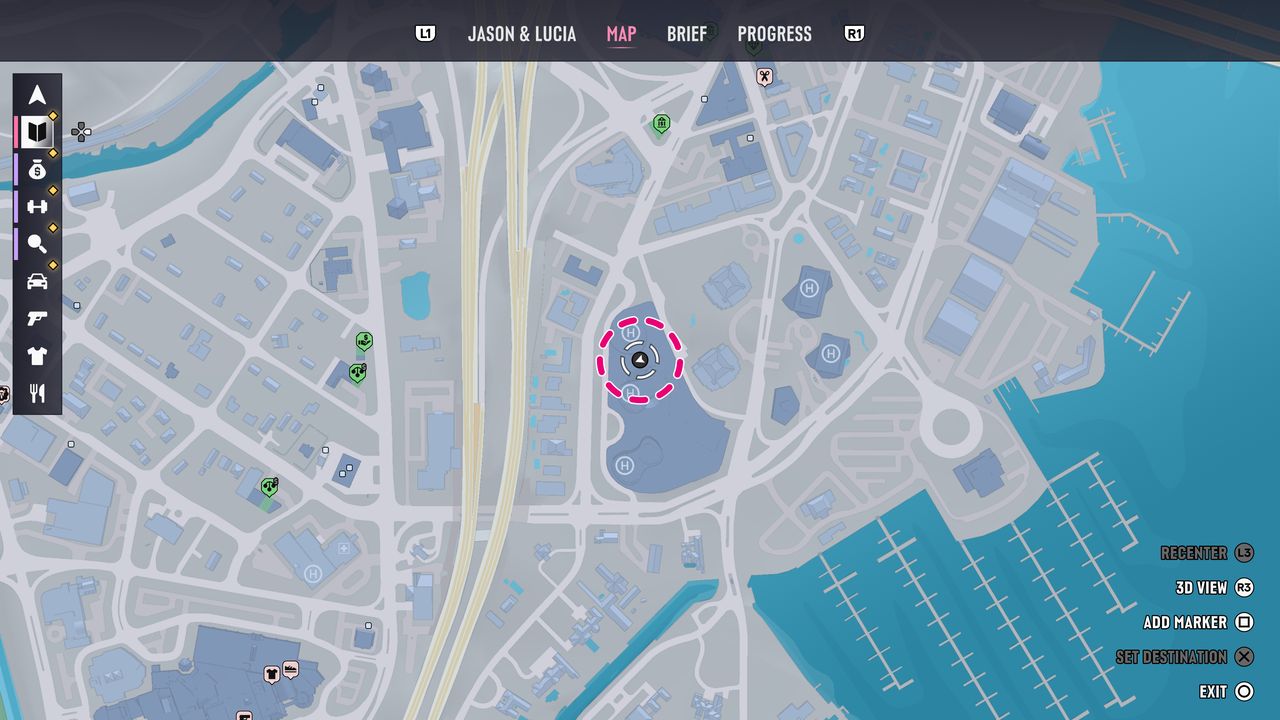 L1 JASON & LUCIA MAP BRIEF PROGRESS R1
H
H
H
H
H
H
RECENTER L3
3D VIEW R3
ADD MARKER
SET DESTINATION
EXIT